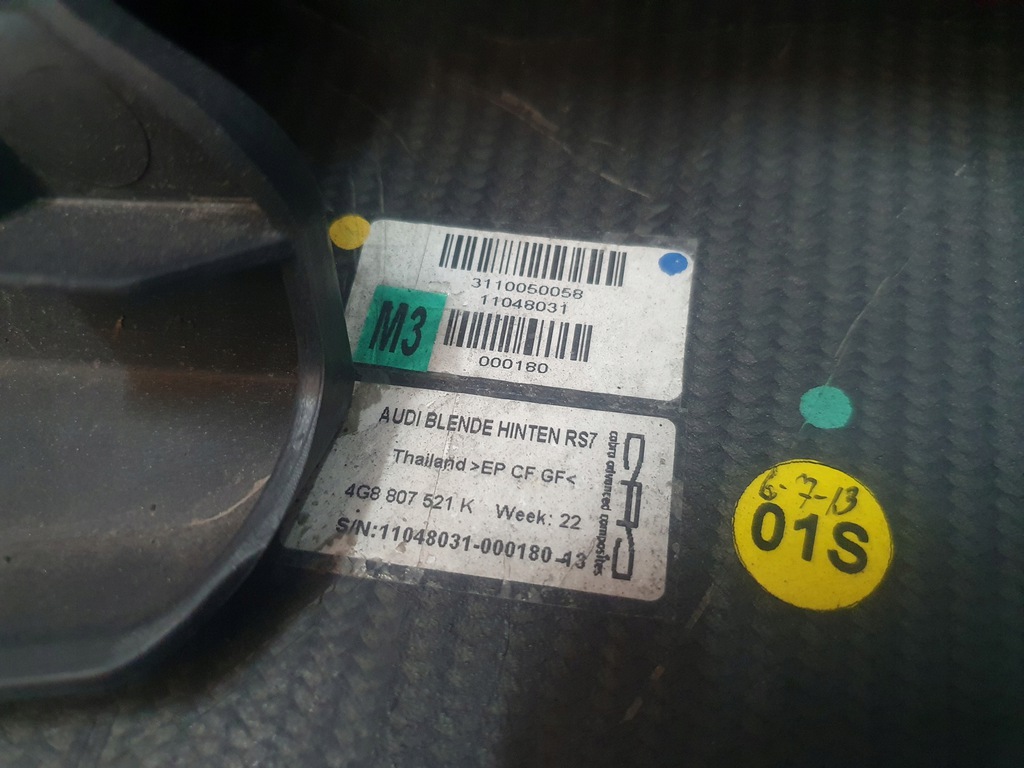 3110050058
11048031
M3
000180
AUDI BLENDE HINTEN RS7
Thailand >EP CF GF<
4G8 807 521 K Week: 22
S/N:11048031-000180-13
cobra advanced composites
6-7-13
01S